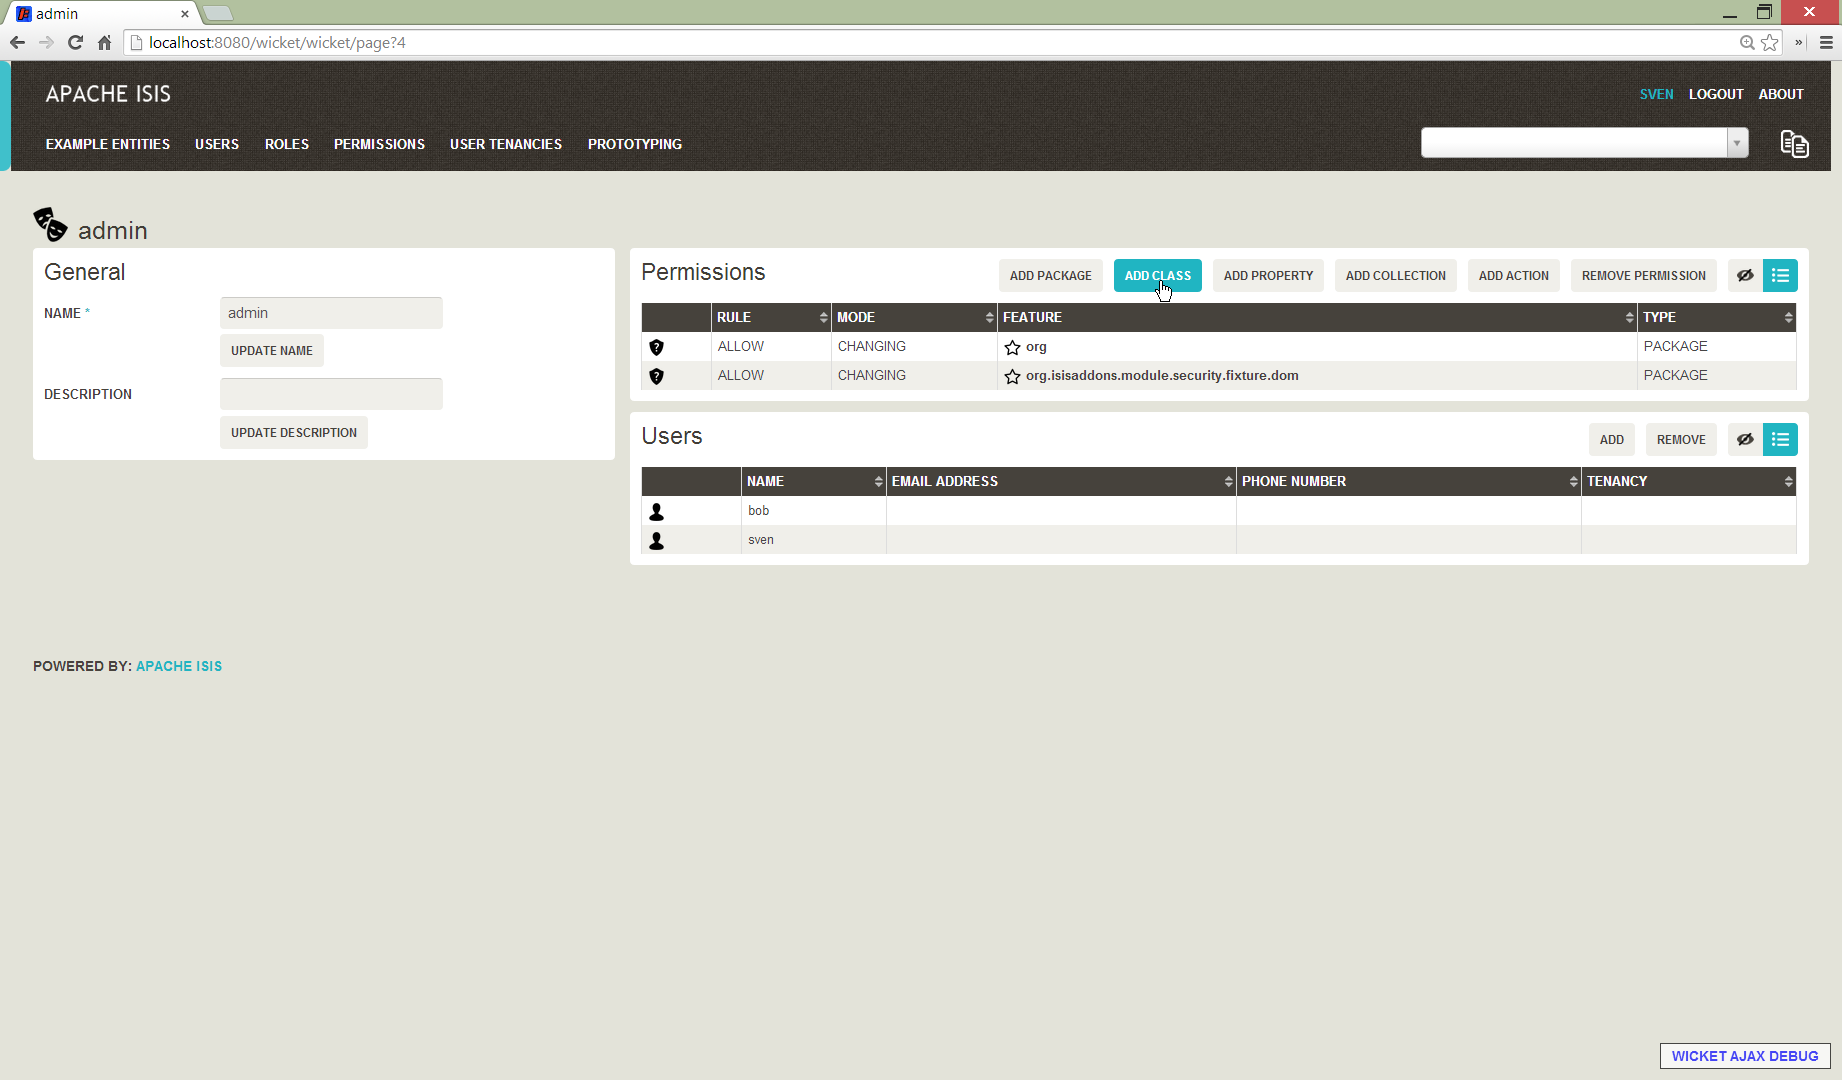 admin
localhost:8080/wicket/wicket/page?4
APACHE ISIS
SVEN LOGOUT ABOUT
EXAMPLE ENTITIES USERS ROLES PERMISSIONS USER TENANCIES PROTOTYPING
admin
General
NAME * admin
UPDATE NAME
DESCRIPTION
UPDATE DESCRIPTION
Permissions ADD PACKAGE ADD CLASS ADD PROPERTY ADD COLLECTION ADD ACTION REMOVE PERMISSION
RULE MODE FEATURE TYPE
ALLOW CHANGING org PACKAGE
ALLOW CHANGING org.isisaddons.module.security.fixture.dom PACKAGE
Users ADD REMOVE
NAME EMAIL ADDRESS PHONE NUMBER TENANCY
bob
sven
POWERED BY: APACHE ISIS
WICKET AJAX DEBUG